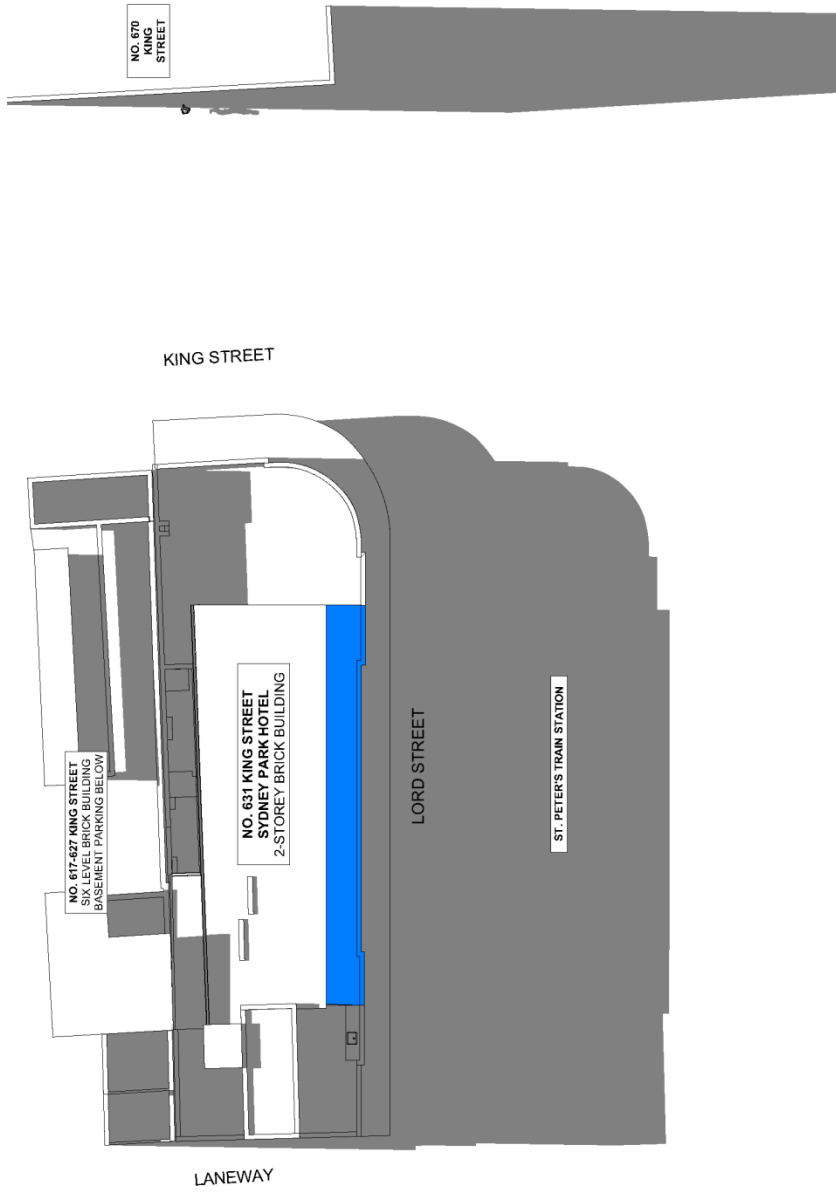 NO. 670
KING
STREET
KING STREET
NO. 617-627 KING STREET
SIX LEVEL BRICK BUILDING
BASEMENT PARKING BELOW
NO. 631 KING STREET
SYDNEY PARK HOTEL
2-STOREY BRICK BUILDING
LORD STREET
ST. PETER'S TRAIN STATION
LANEWAY